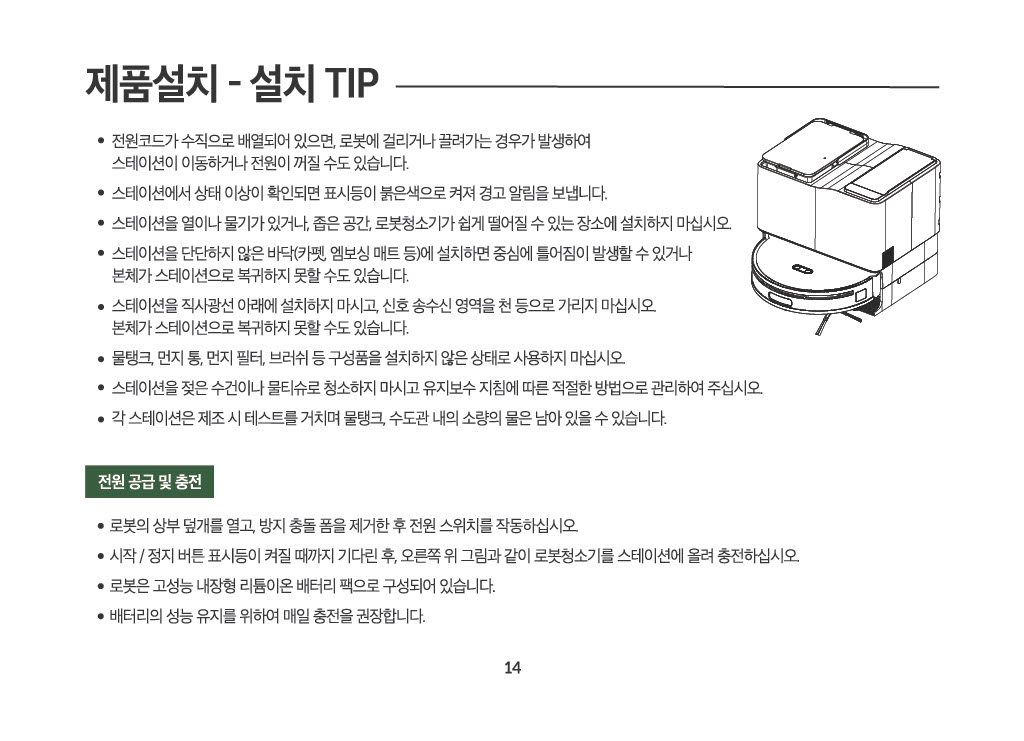 제품설치 - 설치 TIP
• 전원코드가 수직으로 배열되어 있으면, 로봇에 걸리거나 끌려가는 경우가 발생하여
스테이션이 이동하거나 전원이 꺼질 수도 있습니다.
• 스테이션에서 상태 이상이 확인되면 표시등이 붉은색으로 켜져 경고 알림을 보냅니다.
• 스테이션을 열이나 물기가 있거나, 좁은 공간, 로봇청소기가 쉽게 떨어질 수 있는 장소에 설치하지 마십시오.
• 스테이션을 단단하지 않은 바닥(카펫, 엠보싱 매트 등)에 설치하면 중심에 틀어짐이 발생할 수 있거나
본체가 스테이션으로 복귀하지 못할 수도 있습니다.
• 스테이션을 직사광선 아래에 설치하지 마시고, 신호 송수신 영역을 천 등으로 가리지 마십시오.
본체가 스테이션으로 복귀하지 못할 수도 있습니다.
• 물탱크, 먼지 통, 먼지 필터, 브러쉬 등 구성품을 설치하지 않은 상태로 사용하지 마십시오.
• 스테이션을 젖은 수건이나 물티슈로 청소하지 마시고 유지보수 지침에 따른 적절한 방법으로 관리하여 주십시오.
• 각 스테이션은 제조 시 테스트를 거치며 물탱크, 수도관 내의 소량의 물은 남아 있을 수 있습니다.
전원 공급 및 충전
• 로봇의 상부 덮개를 열고, 방지 충돌 폼을 제거한 후 전원 스위치를 작동하십시오.
• 시작 / 정지 버튼 표시등이 켜질 때까지 기다린 후, 오른쪽 위 그림과 같이 로봇청소기를 스테이션에 올려 충전하십시오.
• 로봇은 고성능 내장형 리튬이온 배터리 팩으로 구성되어 있습니다.
• 배터리의 성능 유지를 위하여 매일 충전을 권장합니다.
14